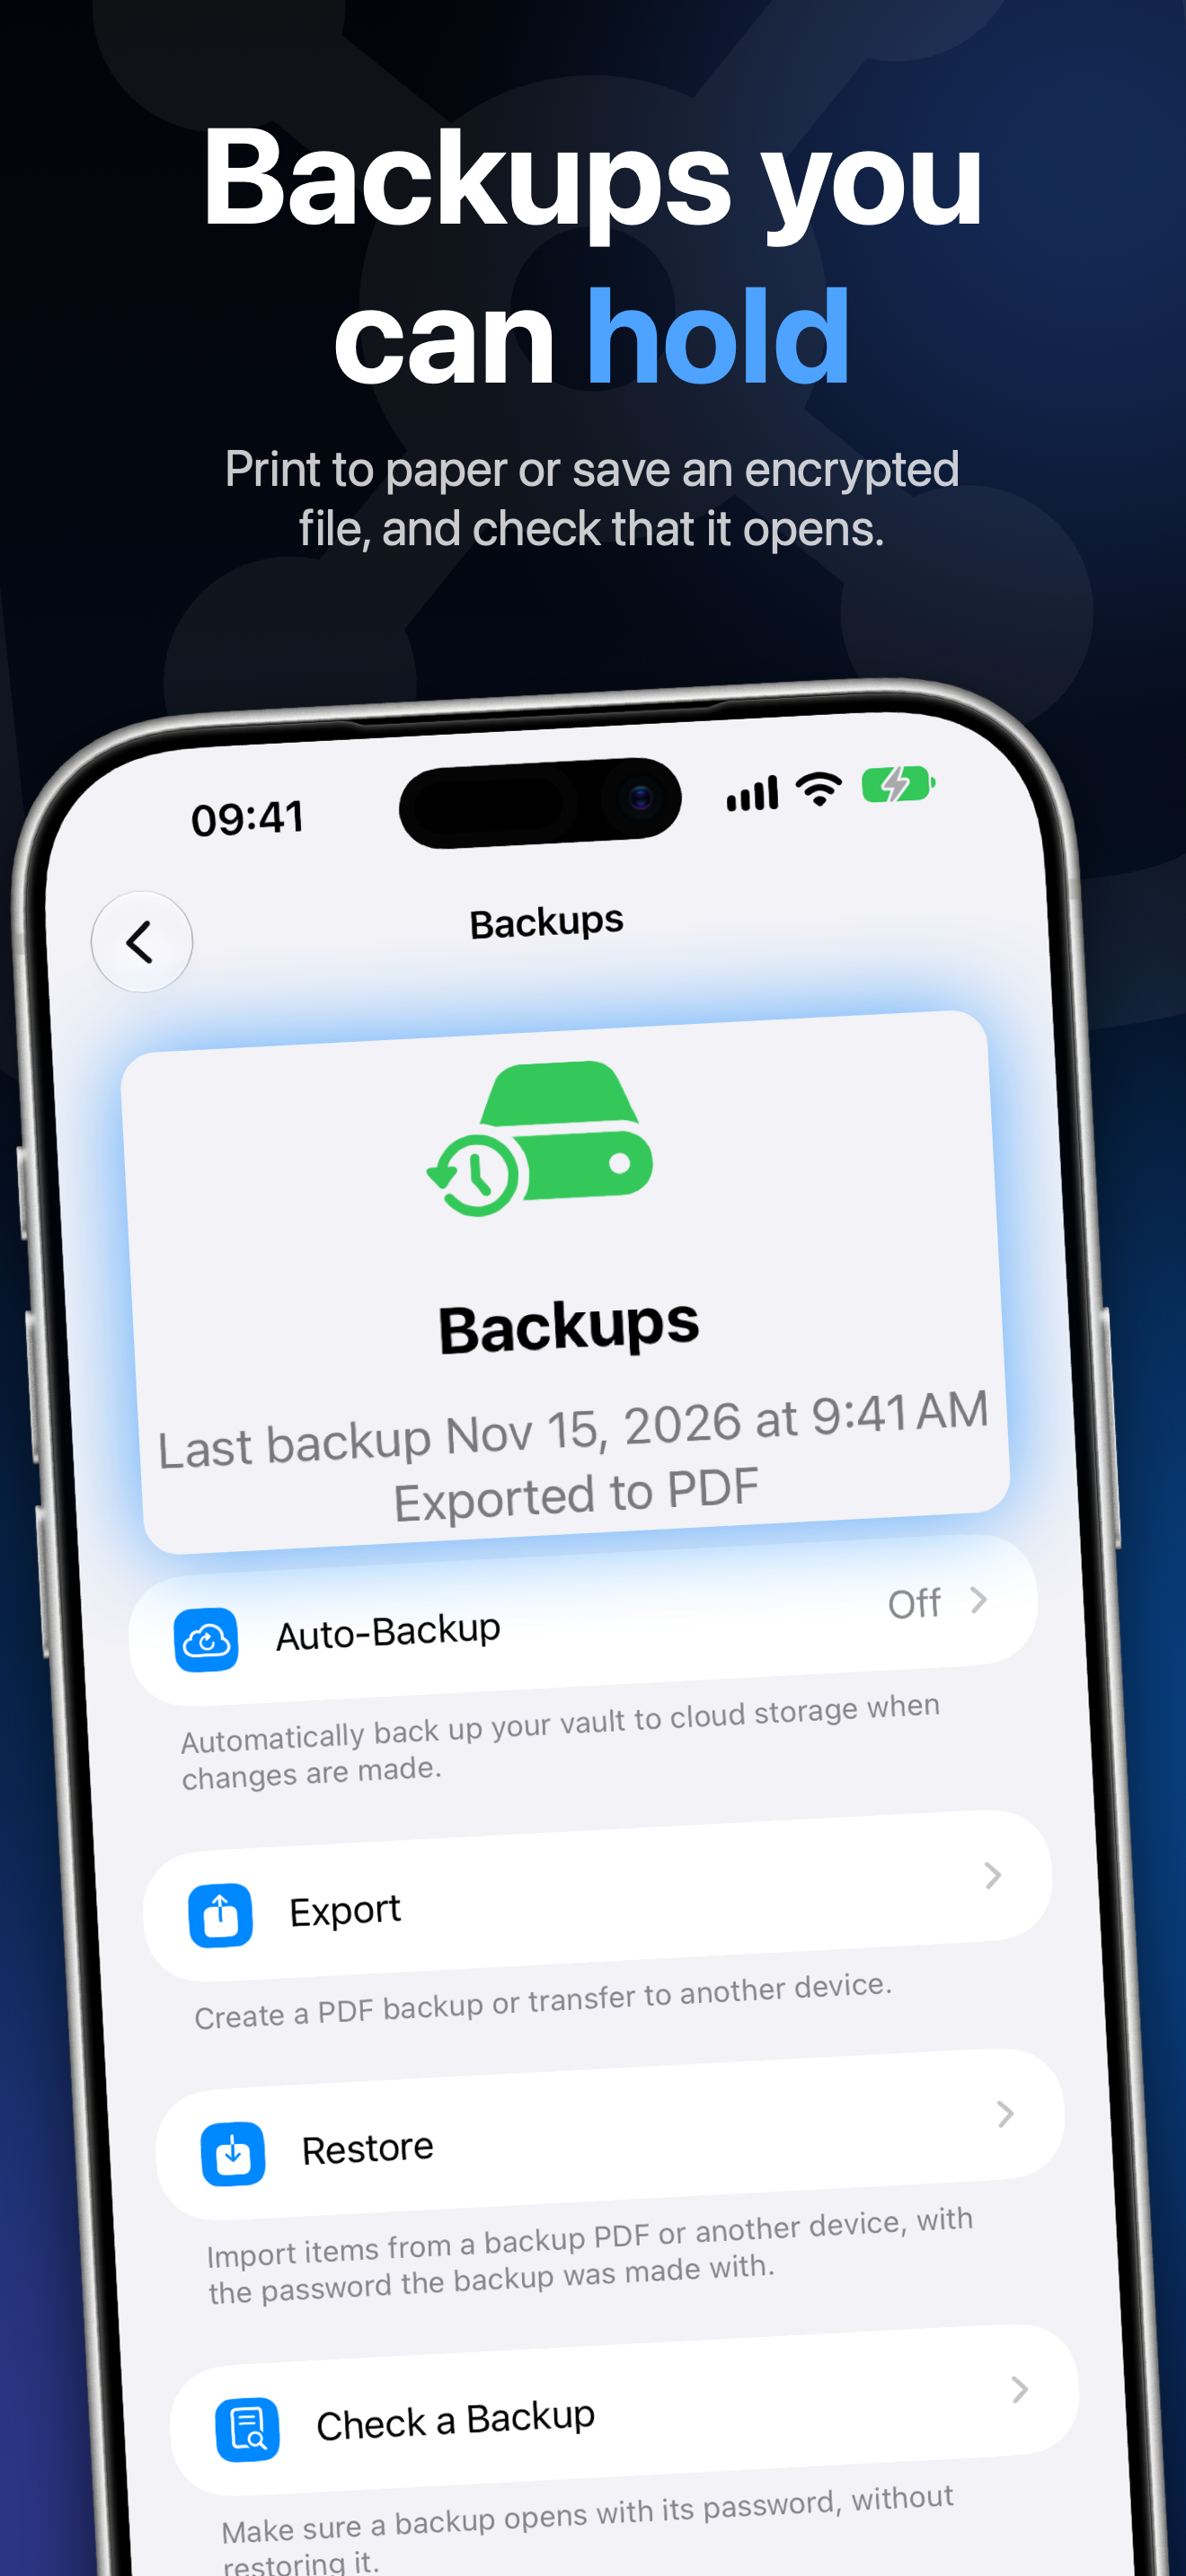 Backups you
can hold
Print to paper or save an encrypted
file, and check that it opens.
09:41
Backups
Backups
Last backup Nov 15, 2026 at 9:41 AM
Exported to PDF
Auto-Backup
Off
Automatically back up your vault to cloud storage when
changes are made.
Export
Create a PDF backup or transfer to another device.
Restore
Import items from a backup PDF or another device, with
the password the backup was made with.
Check a Backup
Make sure a backup opens with its password, without
restoring it.